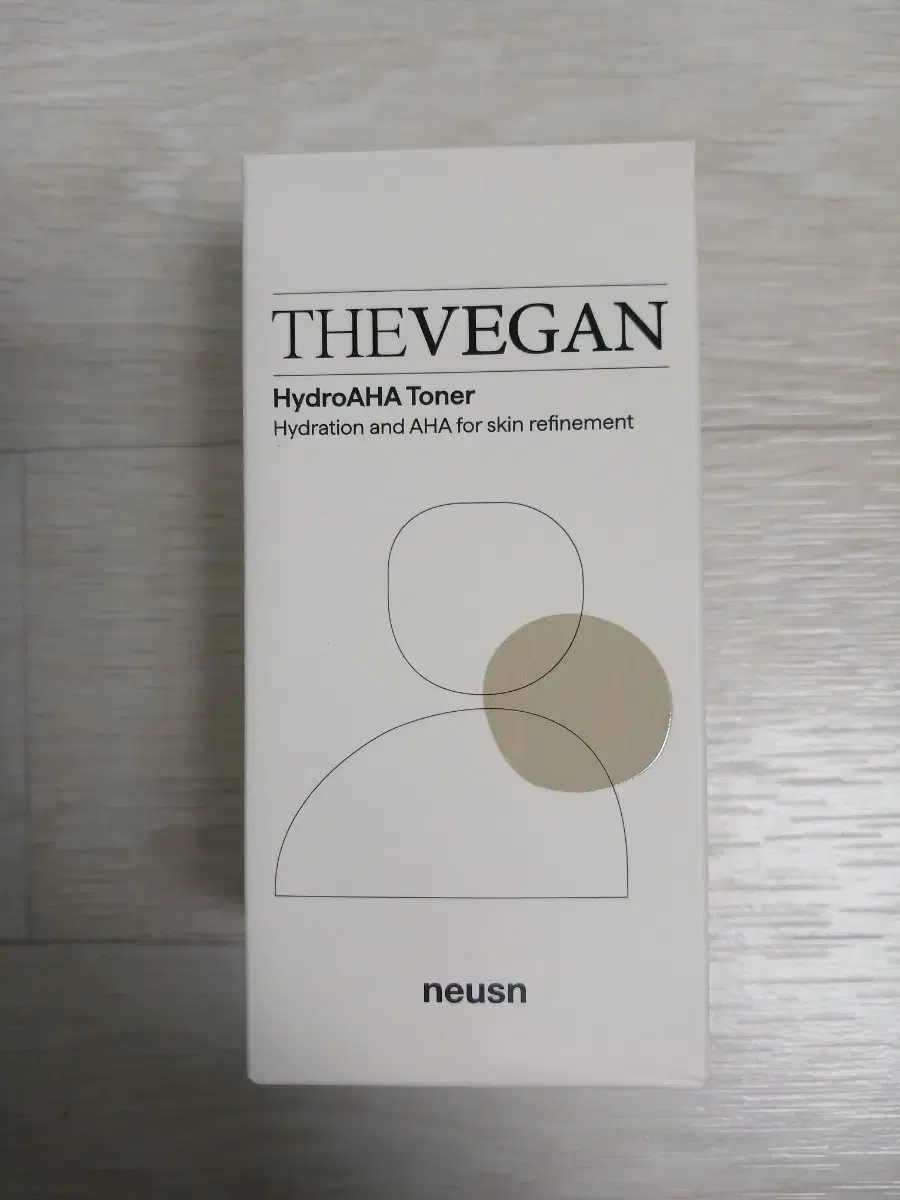 THEVEGAN
HydroAHA Toner
Hydration and AHA for skin refinement
neusn